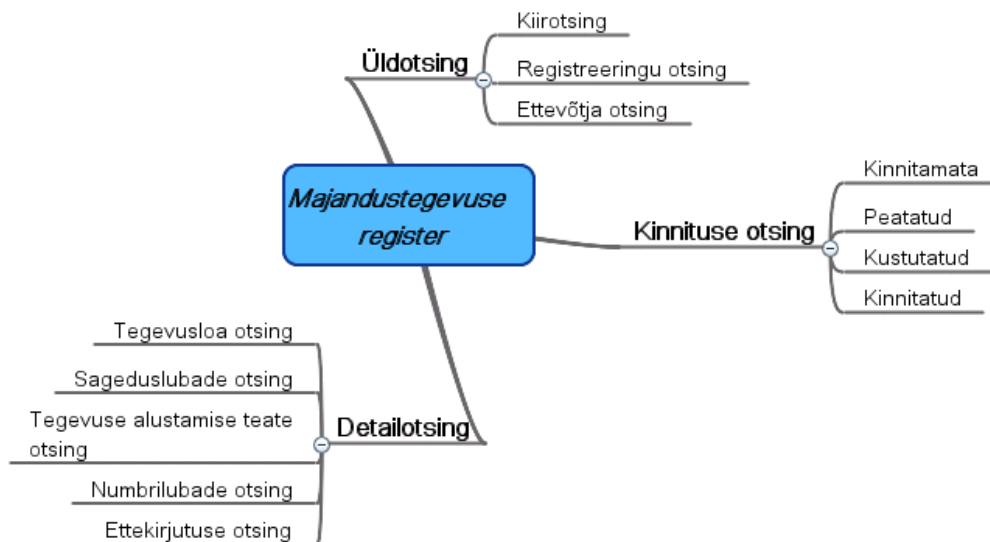 Üldotsing
Kiirotsing
Registreeringu otsing
Ettevõtja otsing
Majandustegevuse
register
Kinnituse otsing
Kinnitamata
Peatatud
Kustutatud
Kinnitatud
Detailotsing
Tegevusloa otsing
Sageduslubade otsing
Tegevuse alustamise teate
otsing
Numbrilubade otsing
Ettekirjutuse otsing